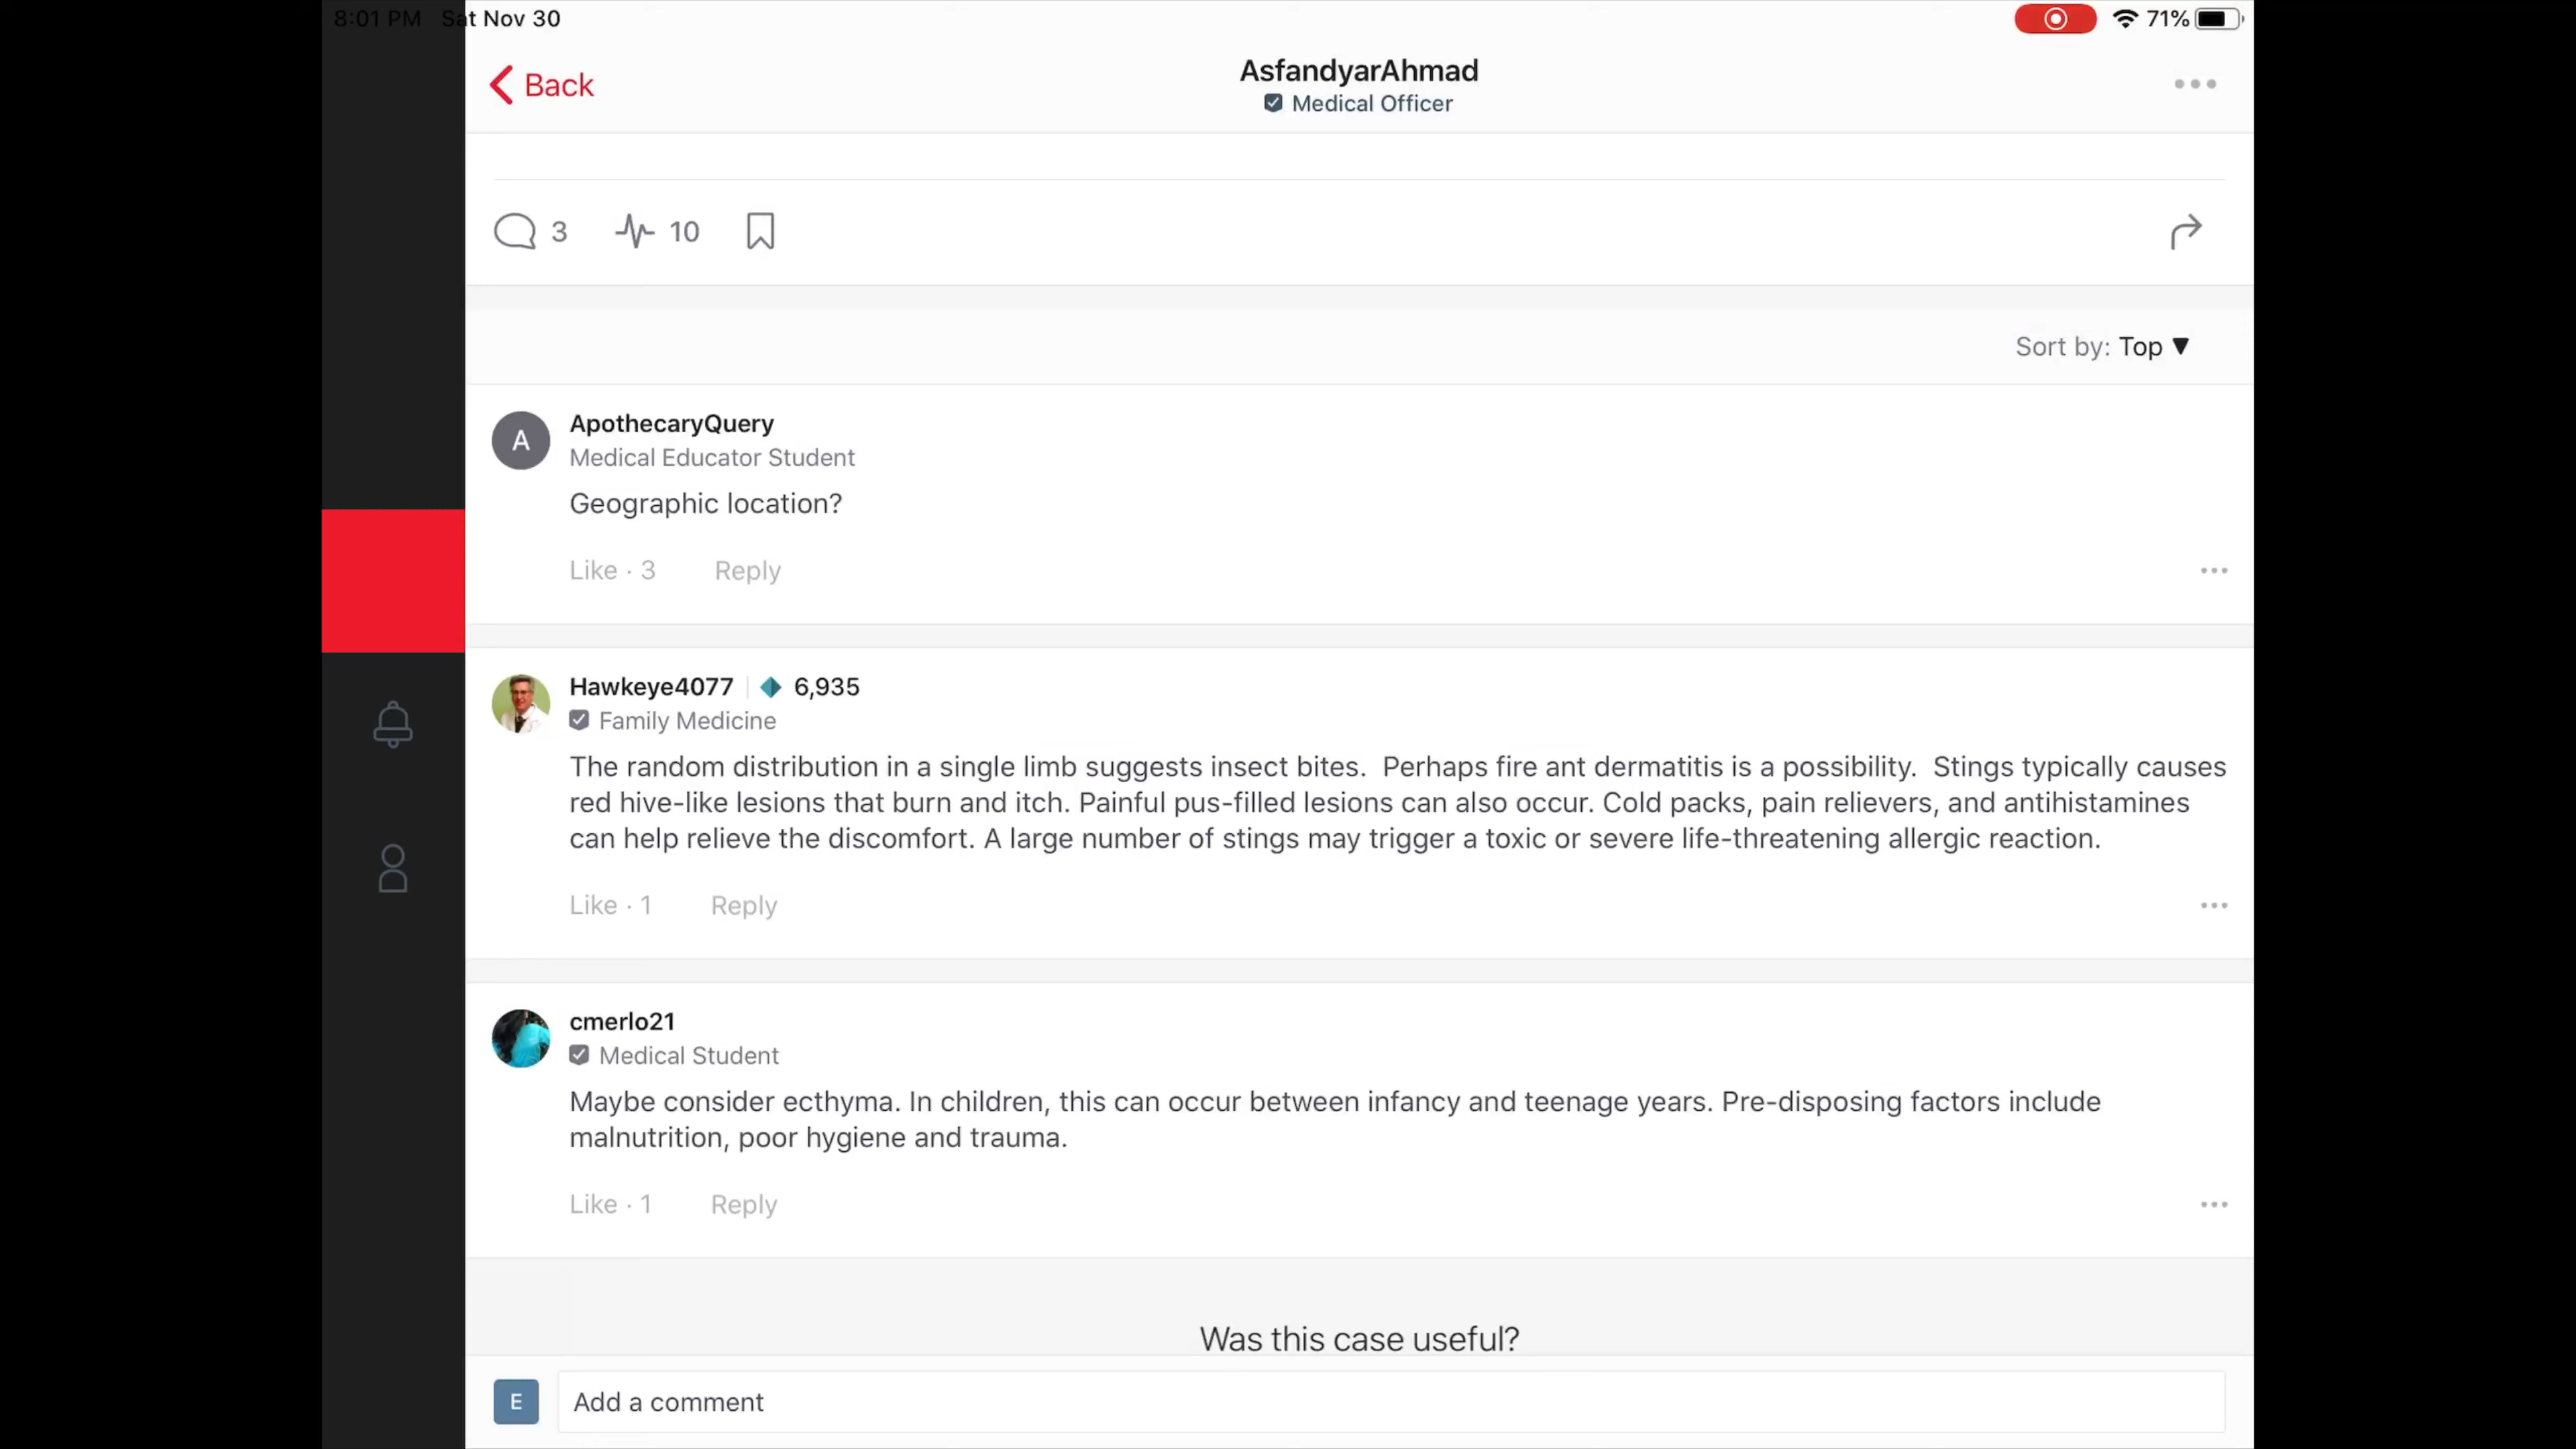 8:01 PM Sat Nov 30
71%
Back
AsfandyarAhmad
Medical Officer
3 10
Sort by: Top ▼
A
ApothecaryQuery
Medical Educator Student
Geographic location?
Like · 3 Reply
Hawkeye4077 6,935
Family Medicine
The random distribution in a single limb suggests insect bites.  Perhaps fire ant dermatitis is a possibility.  Stings typically causes
red hive-like lesions that burn and itch. Painful pus-filled lesions can also occur. Cold packs, pain relievers, and antihistamines
can help relieve the discomfort. A large number of stings may trigger a toxic or severe life-threatening allergic reaction.
Like · 1 Reply
cmerlo21
Medical Student
Maybe consider ecthyma. In children, this can occur between infancy and teenage years. Pre-disposing factors include
malnutrition, poor hygiene and trauma.
Like · 1 Reply
Was this case useful?
E
Add a comment